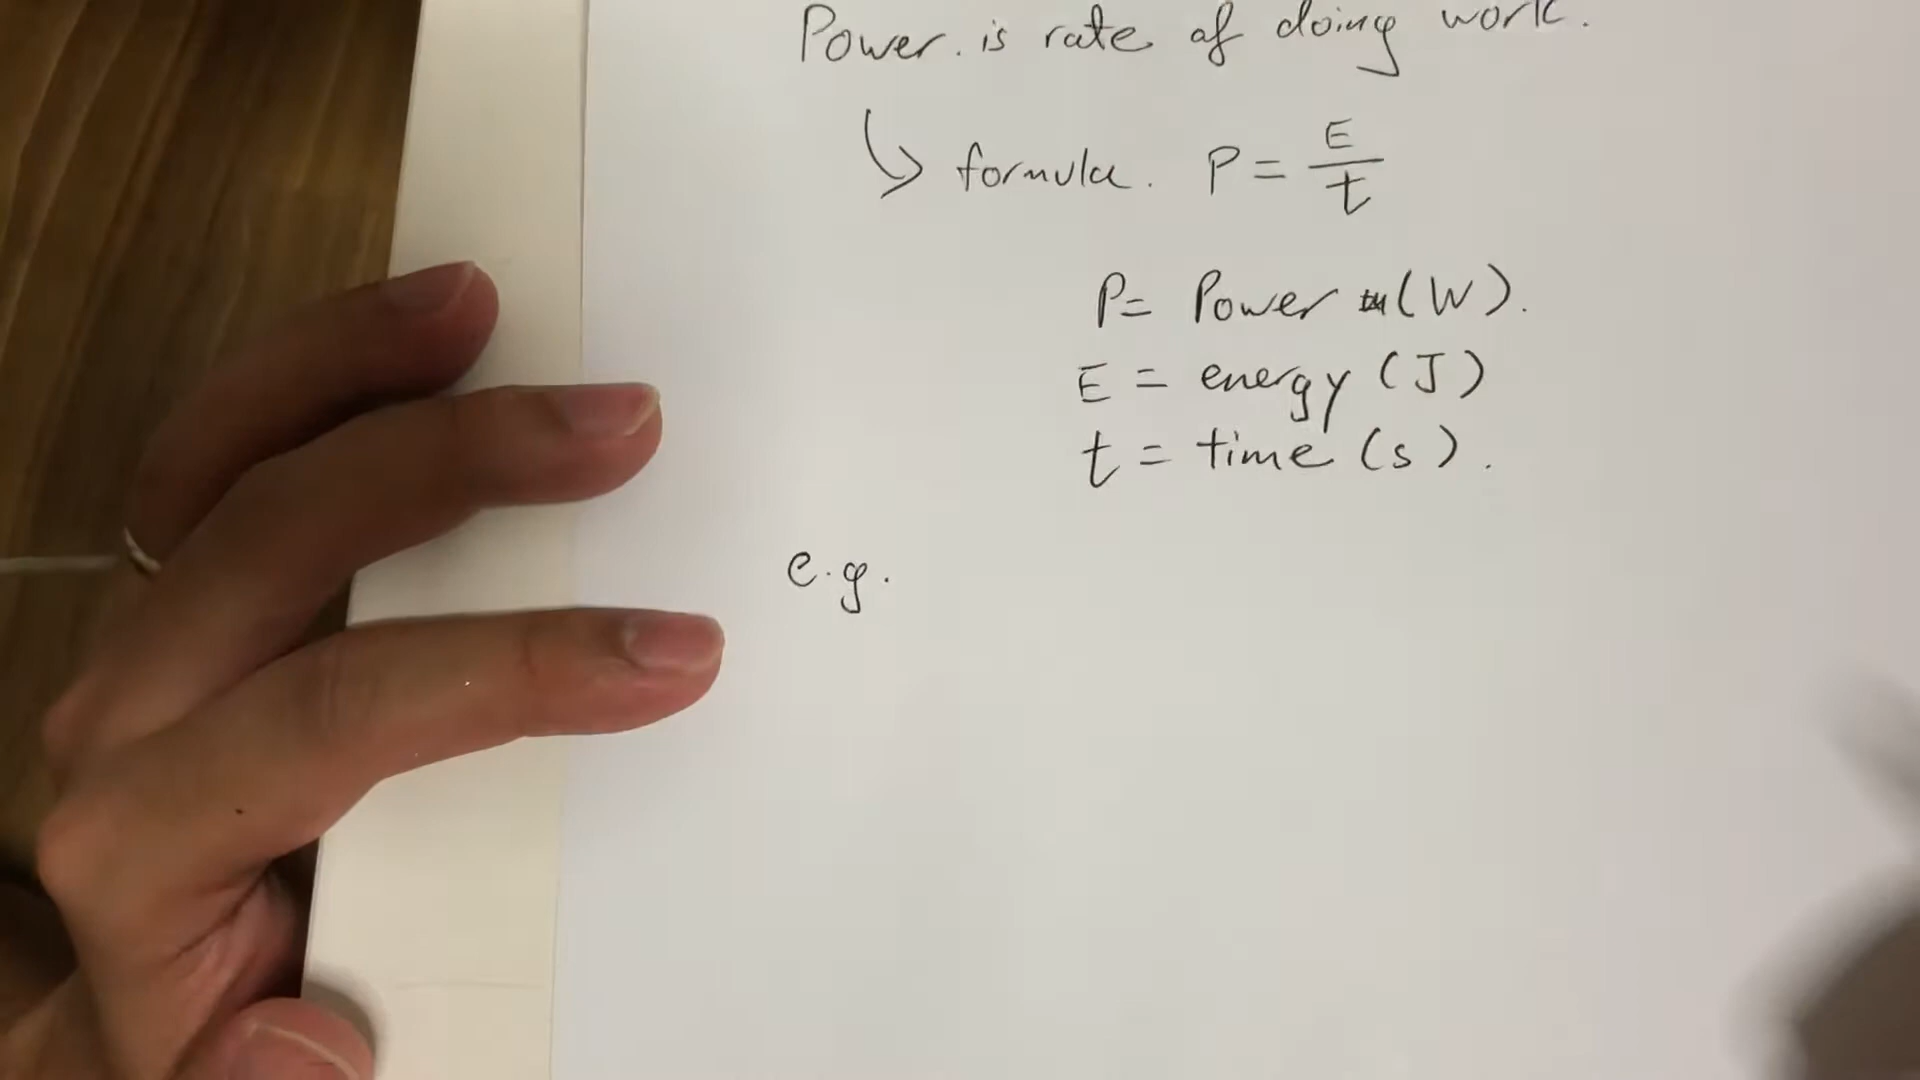 Power. is rate of doing work.
formula. P = E/t
P = Power (W).
E = energy (J)
t = time (s).
e.g.